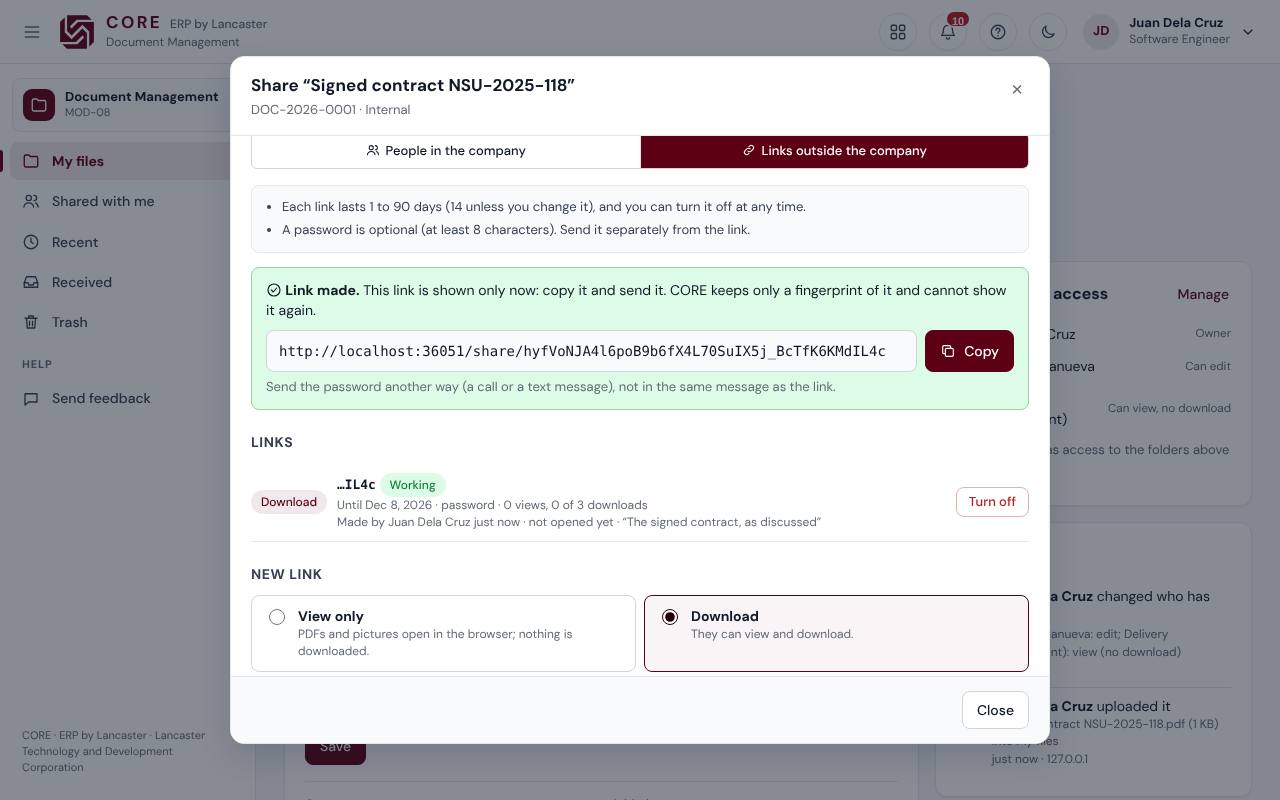 CORE ERP by Lancaster
Document Management
10
JD
Juan Dela Cruz
Software Engineer
Document Management
MOD-08
My files
Shared with me
Recent
Received
Trash
HELP
Send feedback
CORE · ERP by Lancaster · Lancaster
Technology and Development
Corporation
Share “Signed contract NSU-2025-118”
DOC-2026-0001 · Internal
People in the company
Links outside the company
• Each link lasts 1 to 90 days (14 unless you change it), and you can turn it off at any time.
• A password is optional (at least 8 characters). Send it separately from the link.
Link made. This link is shown only now: copy it and send it. CORE keeps only a fingerprint of it and cannot show
it again.
http://localhost:36051/share/hyfVoNJA4l6poB9b6fX4L70SuIX5j_BcTfK6KMdIL4c
Copy
Send the password another way (a call or a text message), not in the same message as the link.
LINKS
Download
…IL4c Working
Until Dec 8, 2026 · password · 0 views, 0 of 3 downloads
Made by Juan Dela Cruz just now · not opened yet · “The signed contract, as discussed”
Turn off
NEW LINK
View only
PDFs and pictures open in the browser; nothing is
downloaded.
Download
They can view and download.
Close
Save
access
Manage
Cruz
Owner
anueva
Can edit
Can view, no download
nt)
as access to the folders above
a Cruz changed who has
anueva: edit; Delivery
nt): view (no download)
a Cruz uploaded it
ntract NSU-2025-118.pdf (1 KB)
into My files
just now · 127.0.0.1